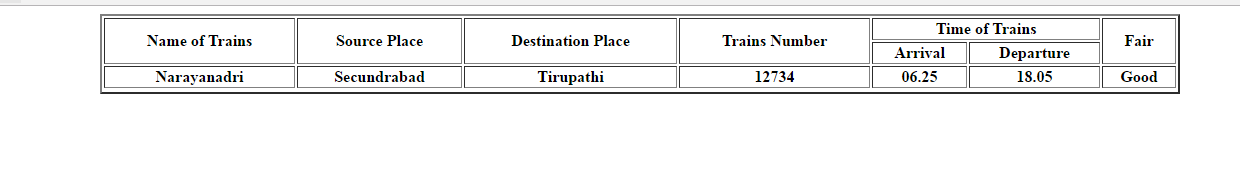 Name of Trains Source Place Destination Place Trains Number Time of Trains Fair
Arrival Departure
Narayanadri Secundrabad Tirupathi 12734 06.25 18.05 Good